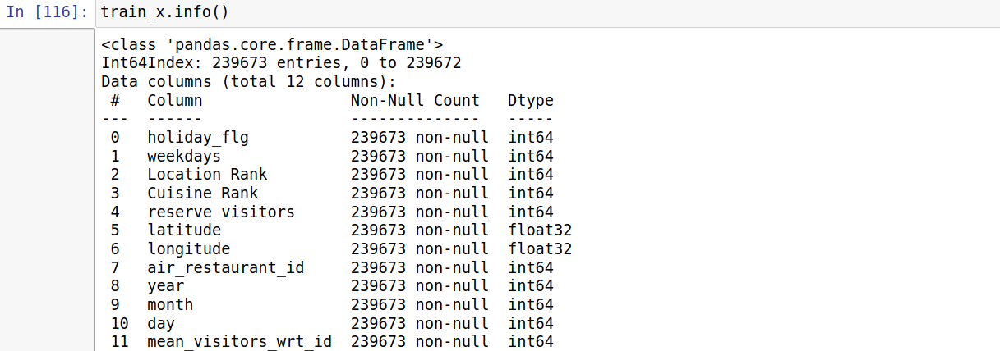 In [116]: train_x.info()
<class 'pandas.core.frame.DataFrame'>
Int64Index: 239673 entries, 0 to 239672
Data columns (total 12 columns):
 #   Column                Non-Null Count   Dtype
---  ------                --------------   -----
 0   holiday_flg           239673 non-null  int64
 1   weekdays              239673 non-null  int64
 2   Location Rank         239673 non-null  int64
 3   Cuisine Rank          239673 non-null  int64
 4   reserve_visitors      239673 non-null  int64
 5   latitude              239673 non-null  float32
 6   longitude             239673 non-null  float32
 7   air_restaurant_id     239673 non-null  int64
 8   year                  239673 non-null  int64
 9   month                 239673 non-null  int64
 10  day                   239673 non-null  int64
 11  mean_visitors_wrt_id  239673 non-null  int64